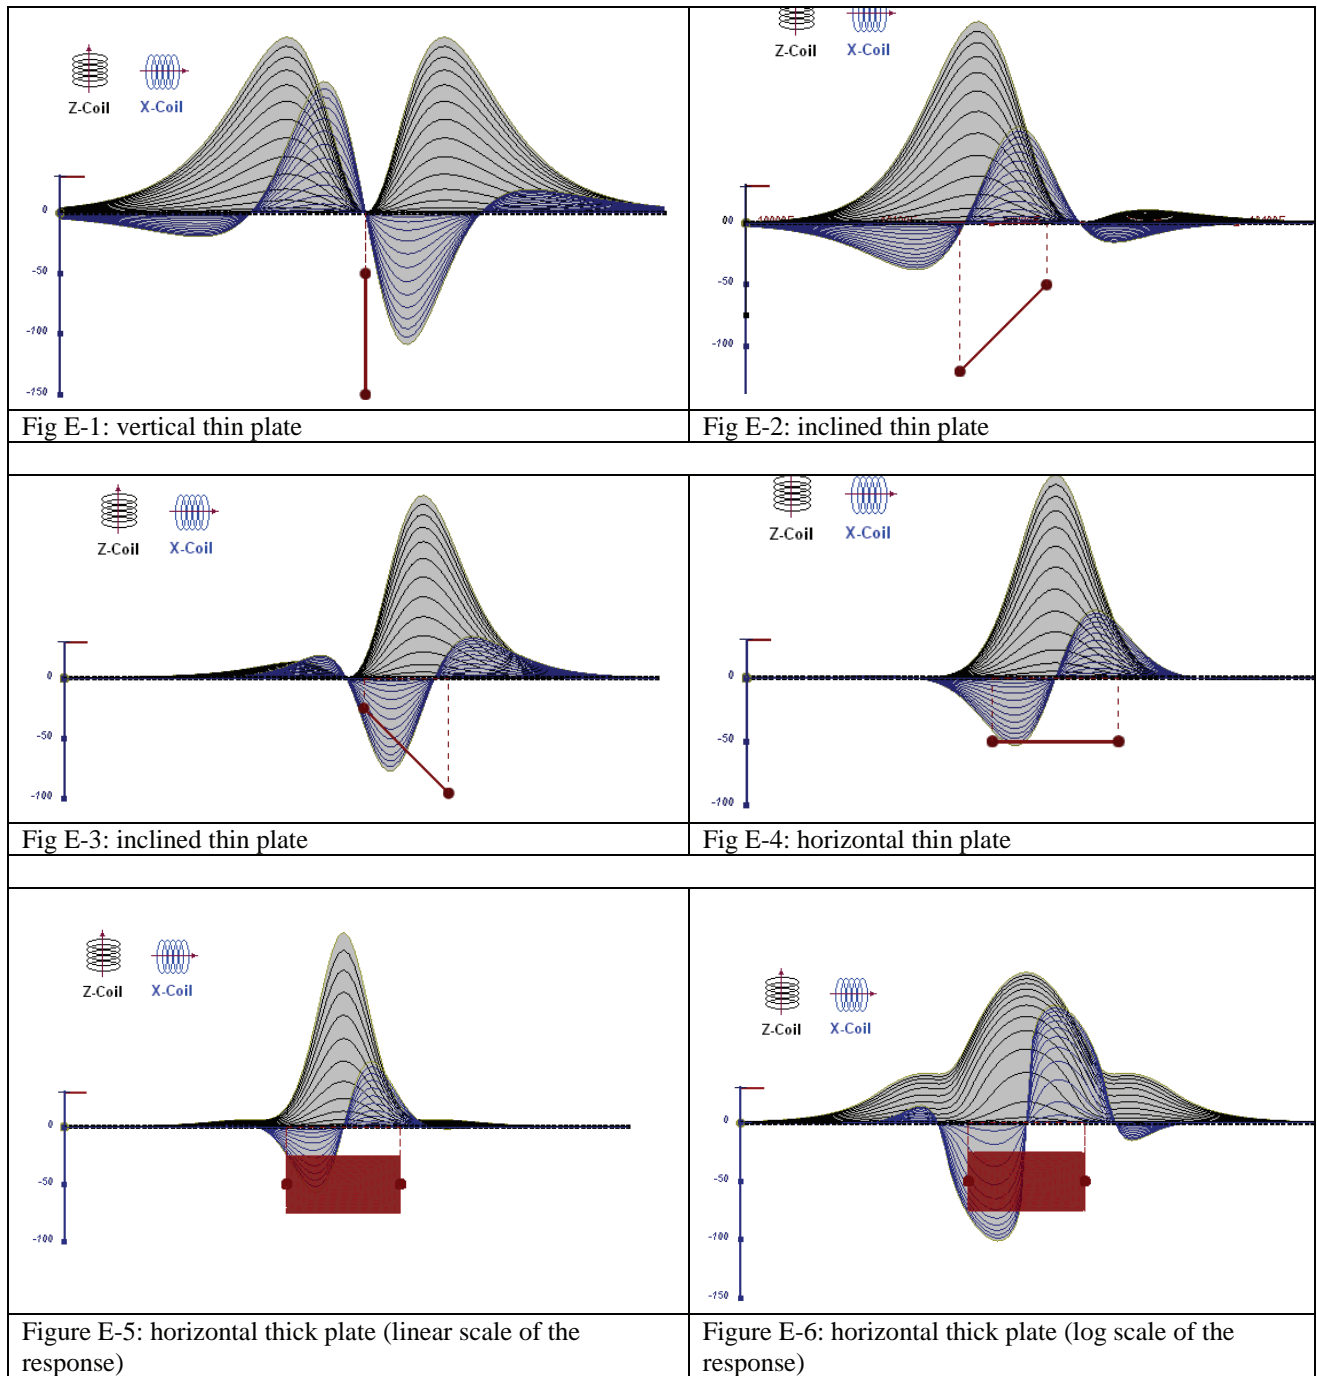 Z-Coil X-Coil
0
-50
-100
-150
Fig E-1: vertical thin plate
Z-Coil X-Coil
00
-50
-100
Fig E-2: inclined thin plate
Z-Coil X-Coil
0
-50
-100
Fig E-3: inclined thin plate
Z-Coil X-Coil
0
-50
-100
Fig E-4: horizontal thin plate
Z-Coil X-Coil
0
-50
-100
Figure E-5: horizontal thick plate (linear scale of the
response)
Z-Coil X-Coil
0
-50
-100
-150
Figure E-6: horizontal thick plate (log scale of the
response)